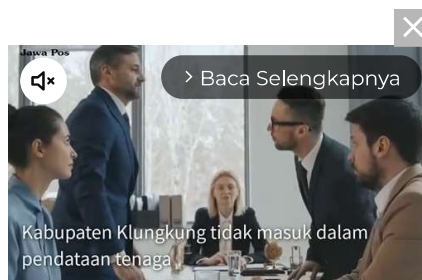 Jawa Pos
> Baca Selengkapnya
Kabupaten Klungkung tidak masuk dalam
pendataan tenaga